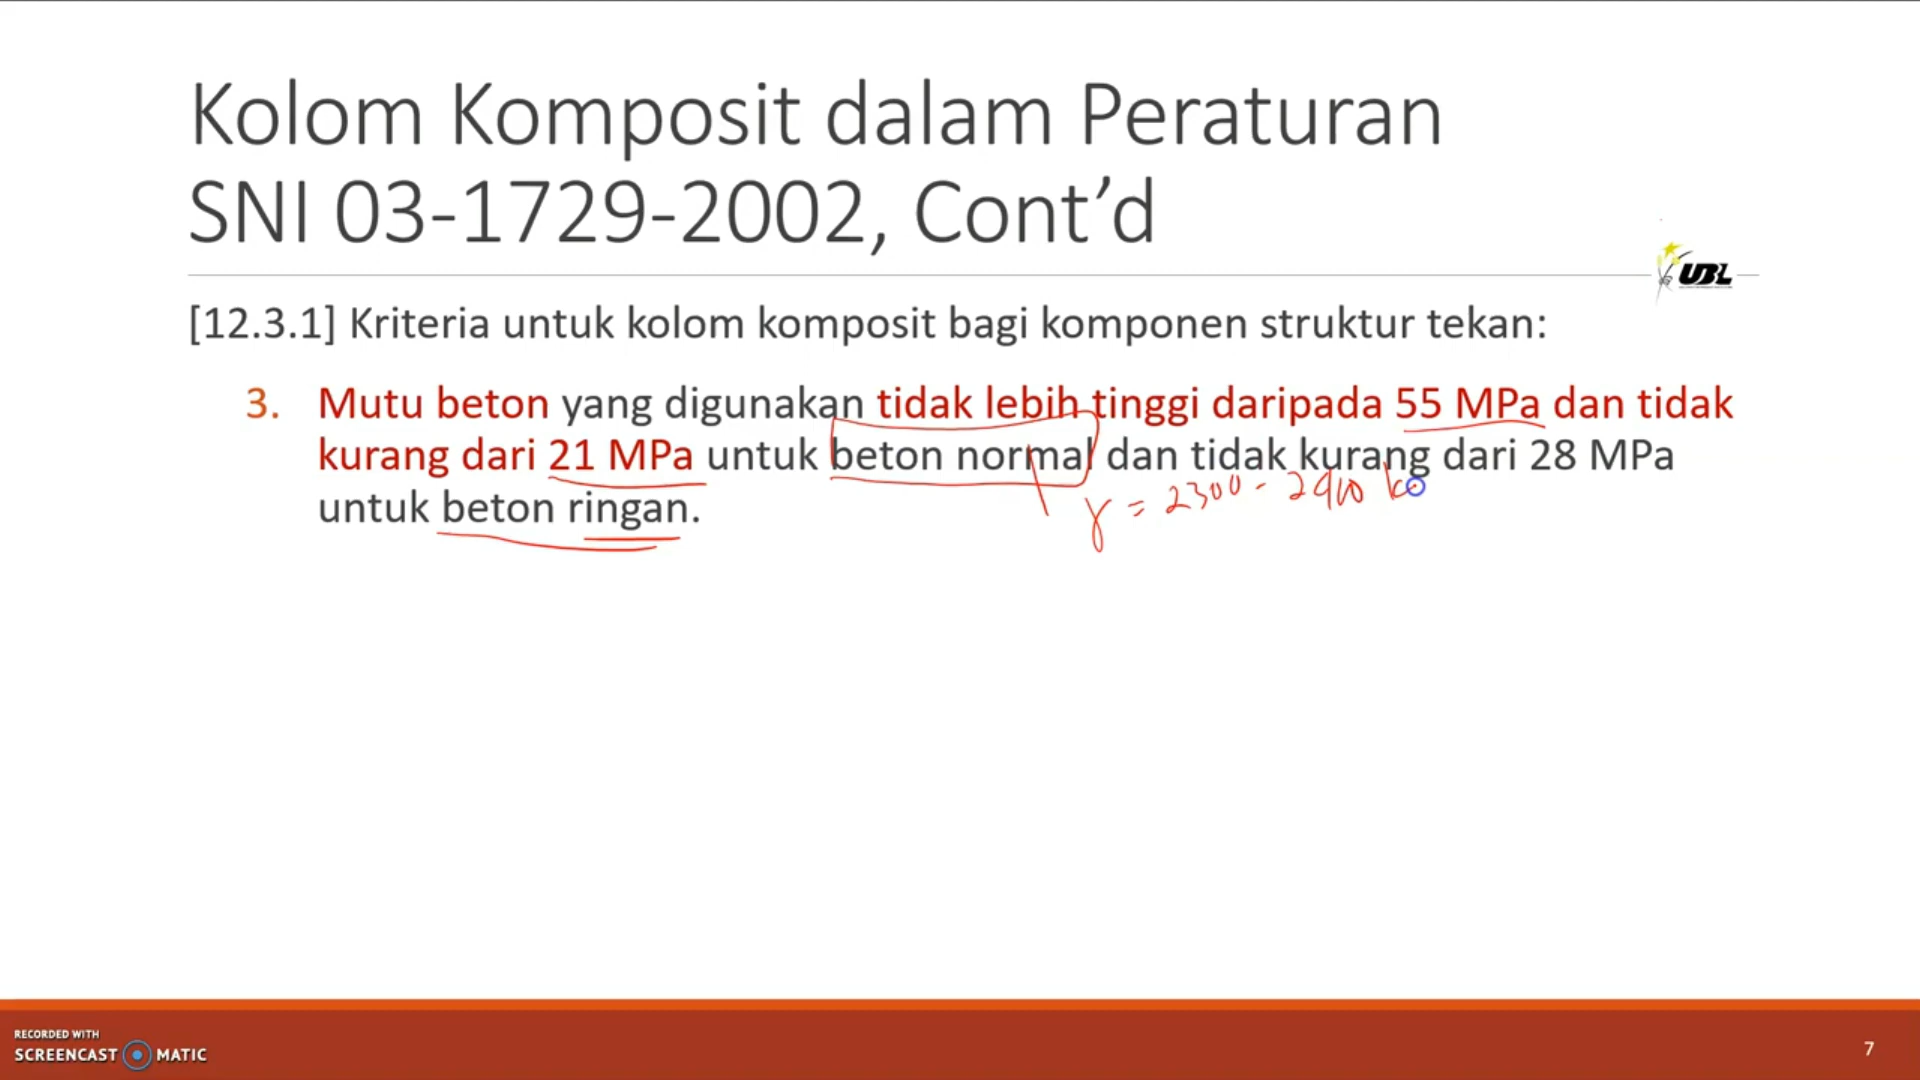 Kolom Komposit dalam Peraturan
SNI 03-1729-2002, Cont’d
UBL
[12.3.1] Kriteria untuk kolom komposit bagi komponen struktur tekan:
3. Mutu beton yang digunakan tidak lebih tinggi daripada 55 MPa dan tidak
kurang dari 21 MPa untuk beton normal dan tidak kurang dari 28 MPa
untuk beton ringan.
γ = 2300 - 2400
RECORDED WITH
SCREENCAST MATIC
7